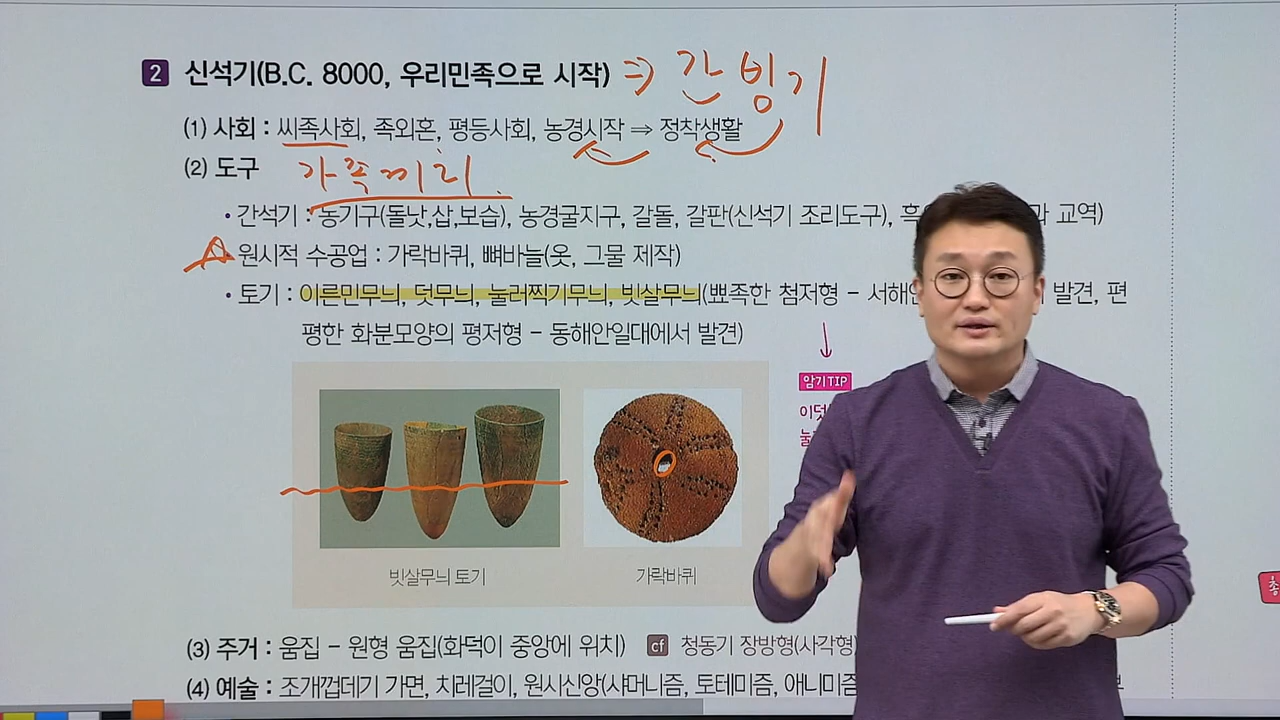 2 신석기(B.C. 8000, 우리민족으로 시작) ⇒ 간빙기
(1) 사회 : 씨족사회, 족외혼, 평등사회, 농경시작 ⇒ 정착생활
(2) 도구 가족끼리
• 간석기 : 농기구(돌낫,삽,보습), 농경굴지구, 갈돌, 갈판(신석기 조리도구), 교역)
원시적 수공업 : 가락바퀴, 뼈바늘(옷, 그물 제작)
• 토기 : 이른민무늬, 덧무늬, 눌러찍기무늬, 빗살무늬(뾰족한 첨저형 - 서해안 발견, 편
평한 화분모양의 평저형 - 동해안일대에서 발견)
암기TIP
빗살무늬 토기
가락바퀴
(3) 주거 : 움집 - 원형 움집(화덕이 중앙에 위치) cf 청동기 장방형(사각형)
(4) 예술 : 조개껍데기 가면, 치레걸이, 원시신앙(샤머니즘, 토테미즘, 애니미즘
총